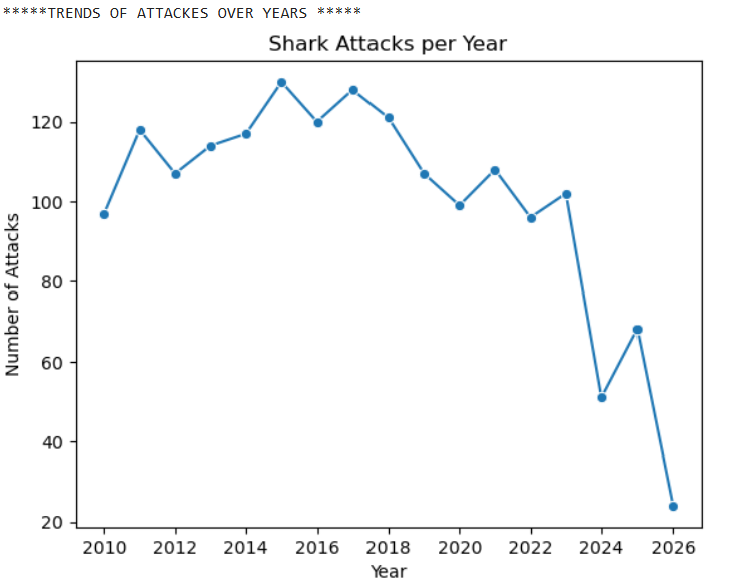 *****TRENDS OF ATTACKES OVER YEARS *****
Shark Attacks per Year
120
100
80
60
40
20
Number of Attacks
2010 2012 2014 2016 2018 2020 2022 2024 2026
Year